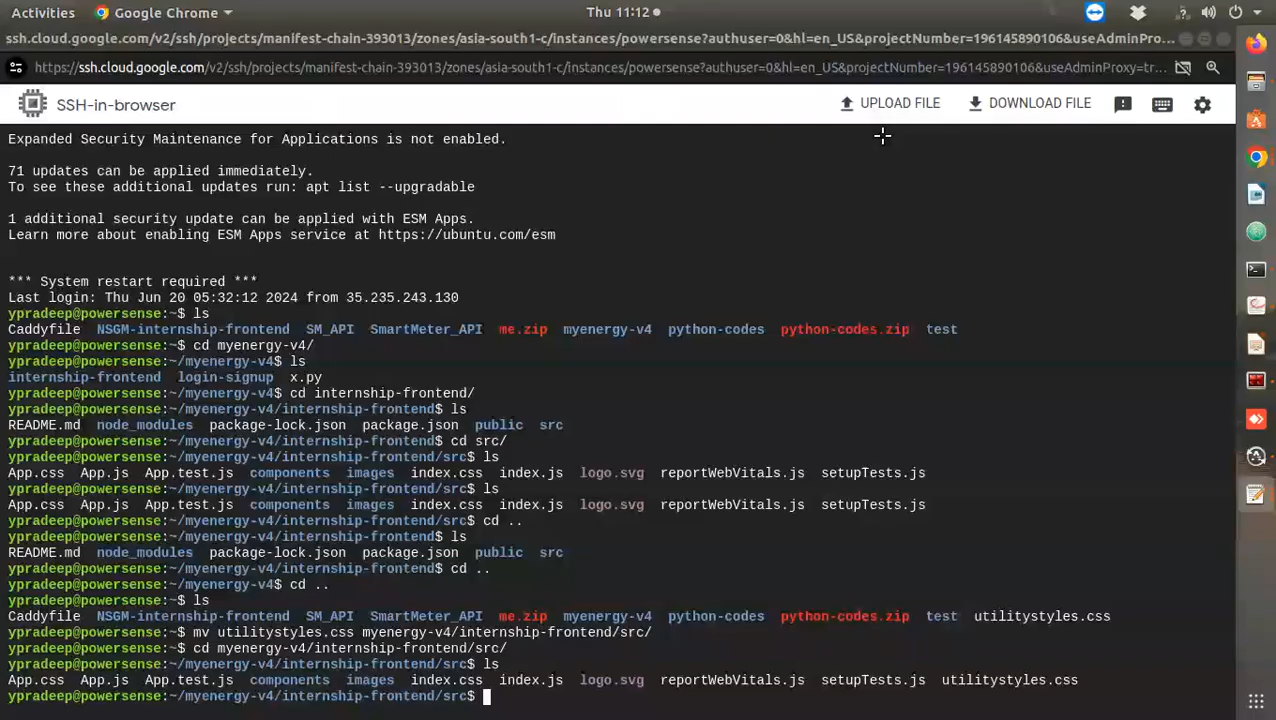 Activities Google Chrome Thu 11:12
ssh.cloud.google.com/v2/ssh/projects/manifest-chain-393013/zones/asia-south1-c/instances/powersense?authuser=0&hl=en_US&projectNumber=196145890106&useAdminPro...
https://ssh.cloud.google.com/v2/ssh/projects/manifest-chain-393013/zones/asia-south1-c/instances/powersense?authuser=0&hl=en_US&projectNumber=196145890106&useAdminProxy=tr...
SSH-in-browser UPLOAD FILE DOWNLOAD FILE
Expanded Security Maintenance for Applications is not enabled.
71 updates can be applied immediately.
To see these additional updates run: apt list --upgradable
1 additional security update can be applied with ESM Apps.
Learn more about enabling ESM Apps service at https://ubuntu.com/esm
*** System restart required ***
Last login: Thu Jun 20 05:32:12 2024 from 35.235.243.130
ypradeep@powersense:~$ ls
Caddyfile NSGM-internship-frontend SM_API SmartMeter_API me.zip myenergy-v4 python-codes python-codes.zip test
ypradeep@powersense:~$ cd myenergy-v4/
ypradeep@powersense:~/myenergy-v4$ ls
internship-frontend login-signup x.py
ypradeep@powersense:~/myenergy-v4$ cd internship-frontend/
ypradeep@powersense:~/myenergy-v4/internship-frontend$ ls
README.md node_modules package-lock.json package.json public src
ypradeep@powersense:~/myenergy-v4/internship-frontend$ cd src/
ypradeep@powersense:~/myenergy-v4/internship-frontend/src$ ls
App.css App.js App.test.js components images index.css index.js logo.svg reportWebVitals.js setupTests.js
ypradeep@powersense:~/myenergy-v4/internship-frontend/src$ ls
App.css App.js App.test.js components images index.css index.js logo.svg reportWebVitals.js setupTests.js
ypradeep@powersense:~/myenergy-v4/internship-frontend/src$ cd ..
ypradeep@powersense:~/myenergy-v4/internship-frontend$ ls
README.md node_modules package-lock.json package.json public src
ypradeep@powersense:~/myenergy-v4/internship-frontend$ cd ..
ypradeep@powersense:~/myenergy-v4$ cd ..
ypradeep@powersense:~$ ls
Caddyfile NSGM-internship-frontend SM_API SmartMeter_API me.zip myenergy-v4 python-codes python-codes.zip test utilitystyles.css
ypradeep@powersense:~$ mv utilitystyles.css myenergy-v4/internship-frontend/src/
ypradeep@powersense:~$ cd myenergy-v4/internship-frontend/src/
ypradeep@powersense:~/myenergy-v4/internship-frontend/src$ ls
App.css App.js App.test.js components images index.css index.js logo.svg reportWebVitals.js setupTests.js utilitystyles.css
ypradeep@powersense:~/myenergy-v4/internship-frontend/src$